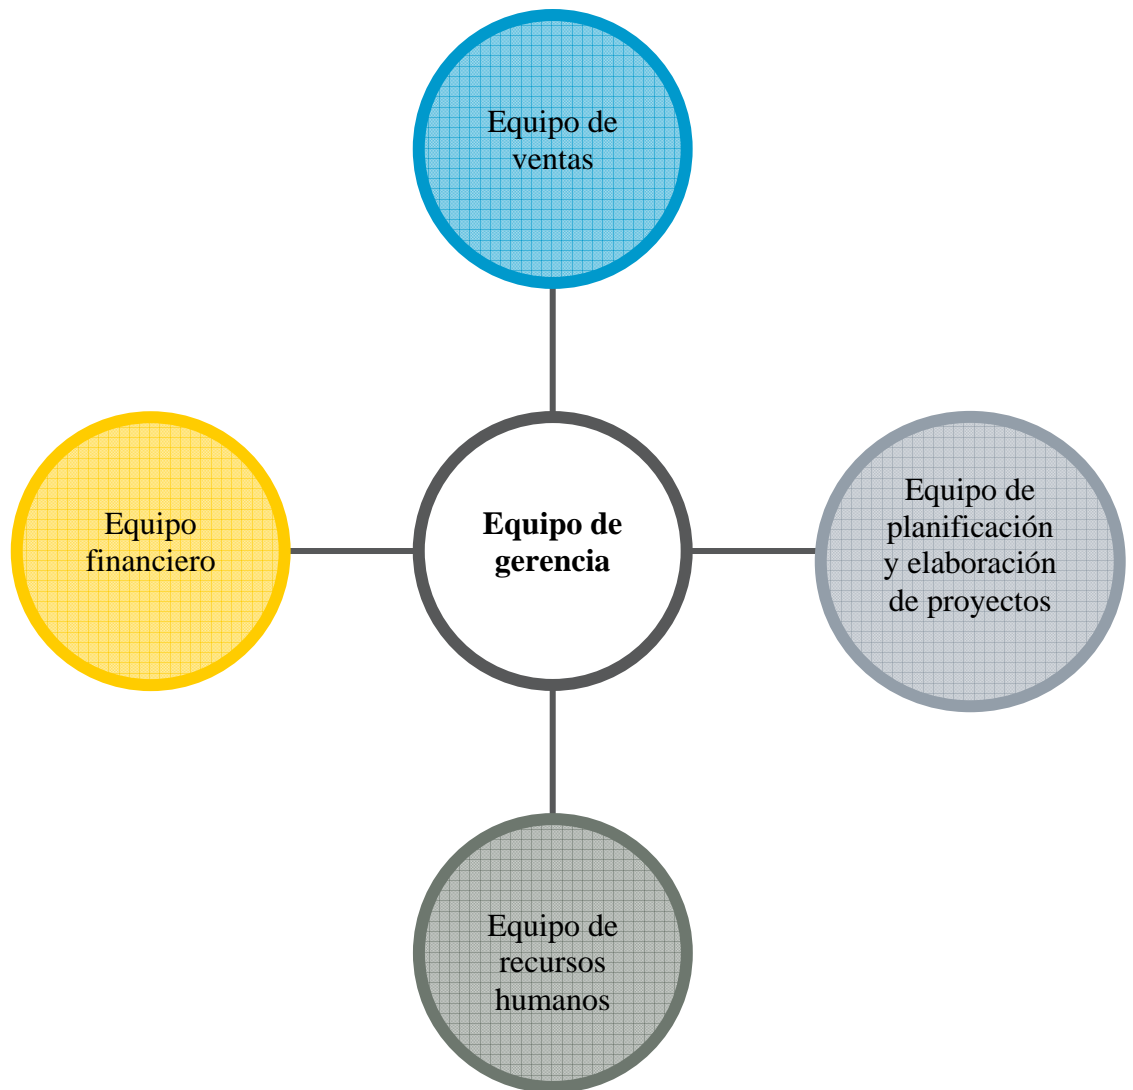 Equipo de
ventas
Equipo
financiero
Equipo de
gerencia
Equipo de
planificación
y elaboración
de proyectos
Equipo de
recursos
humanos